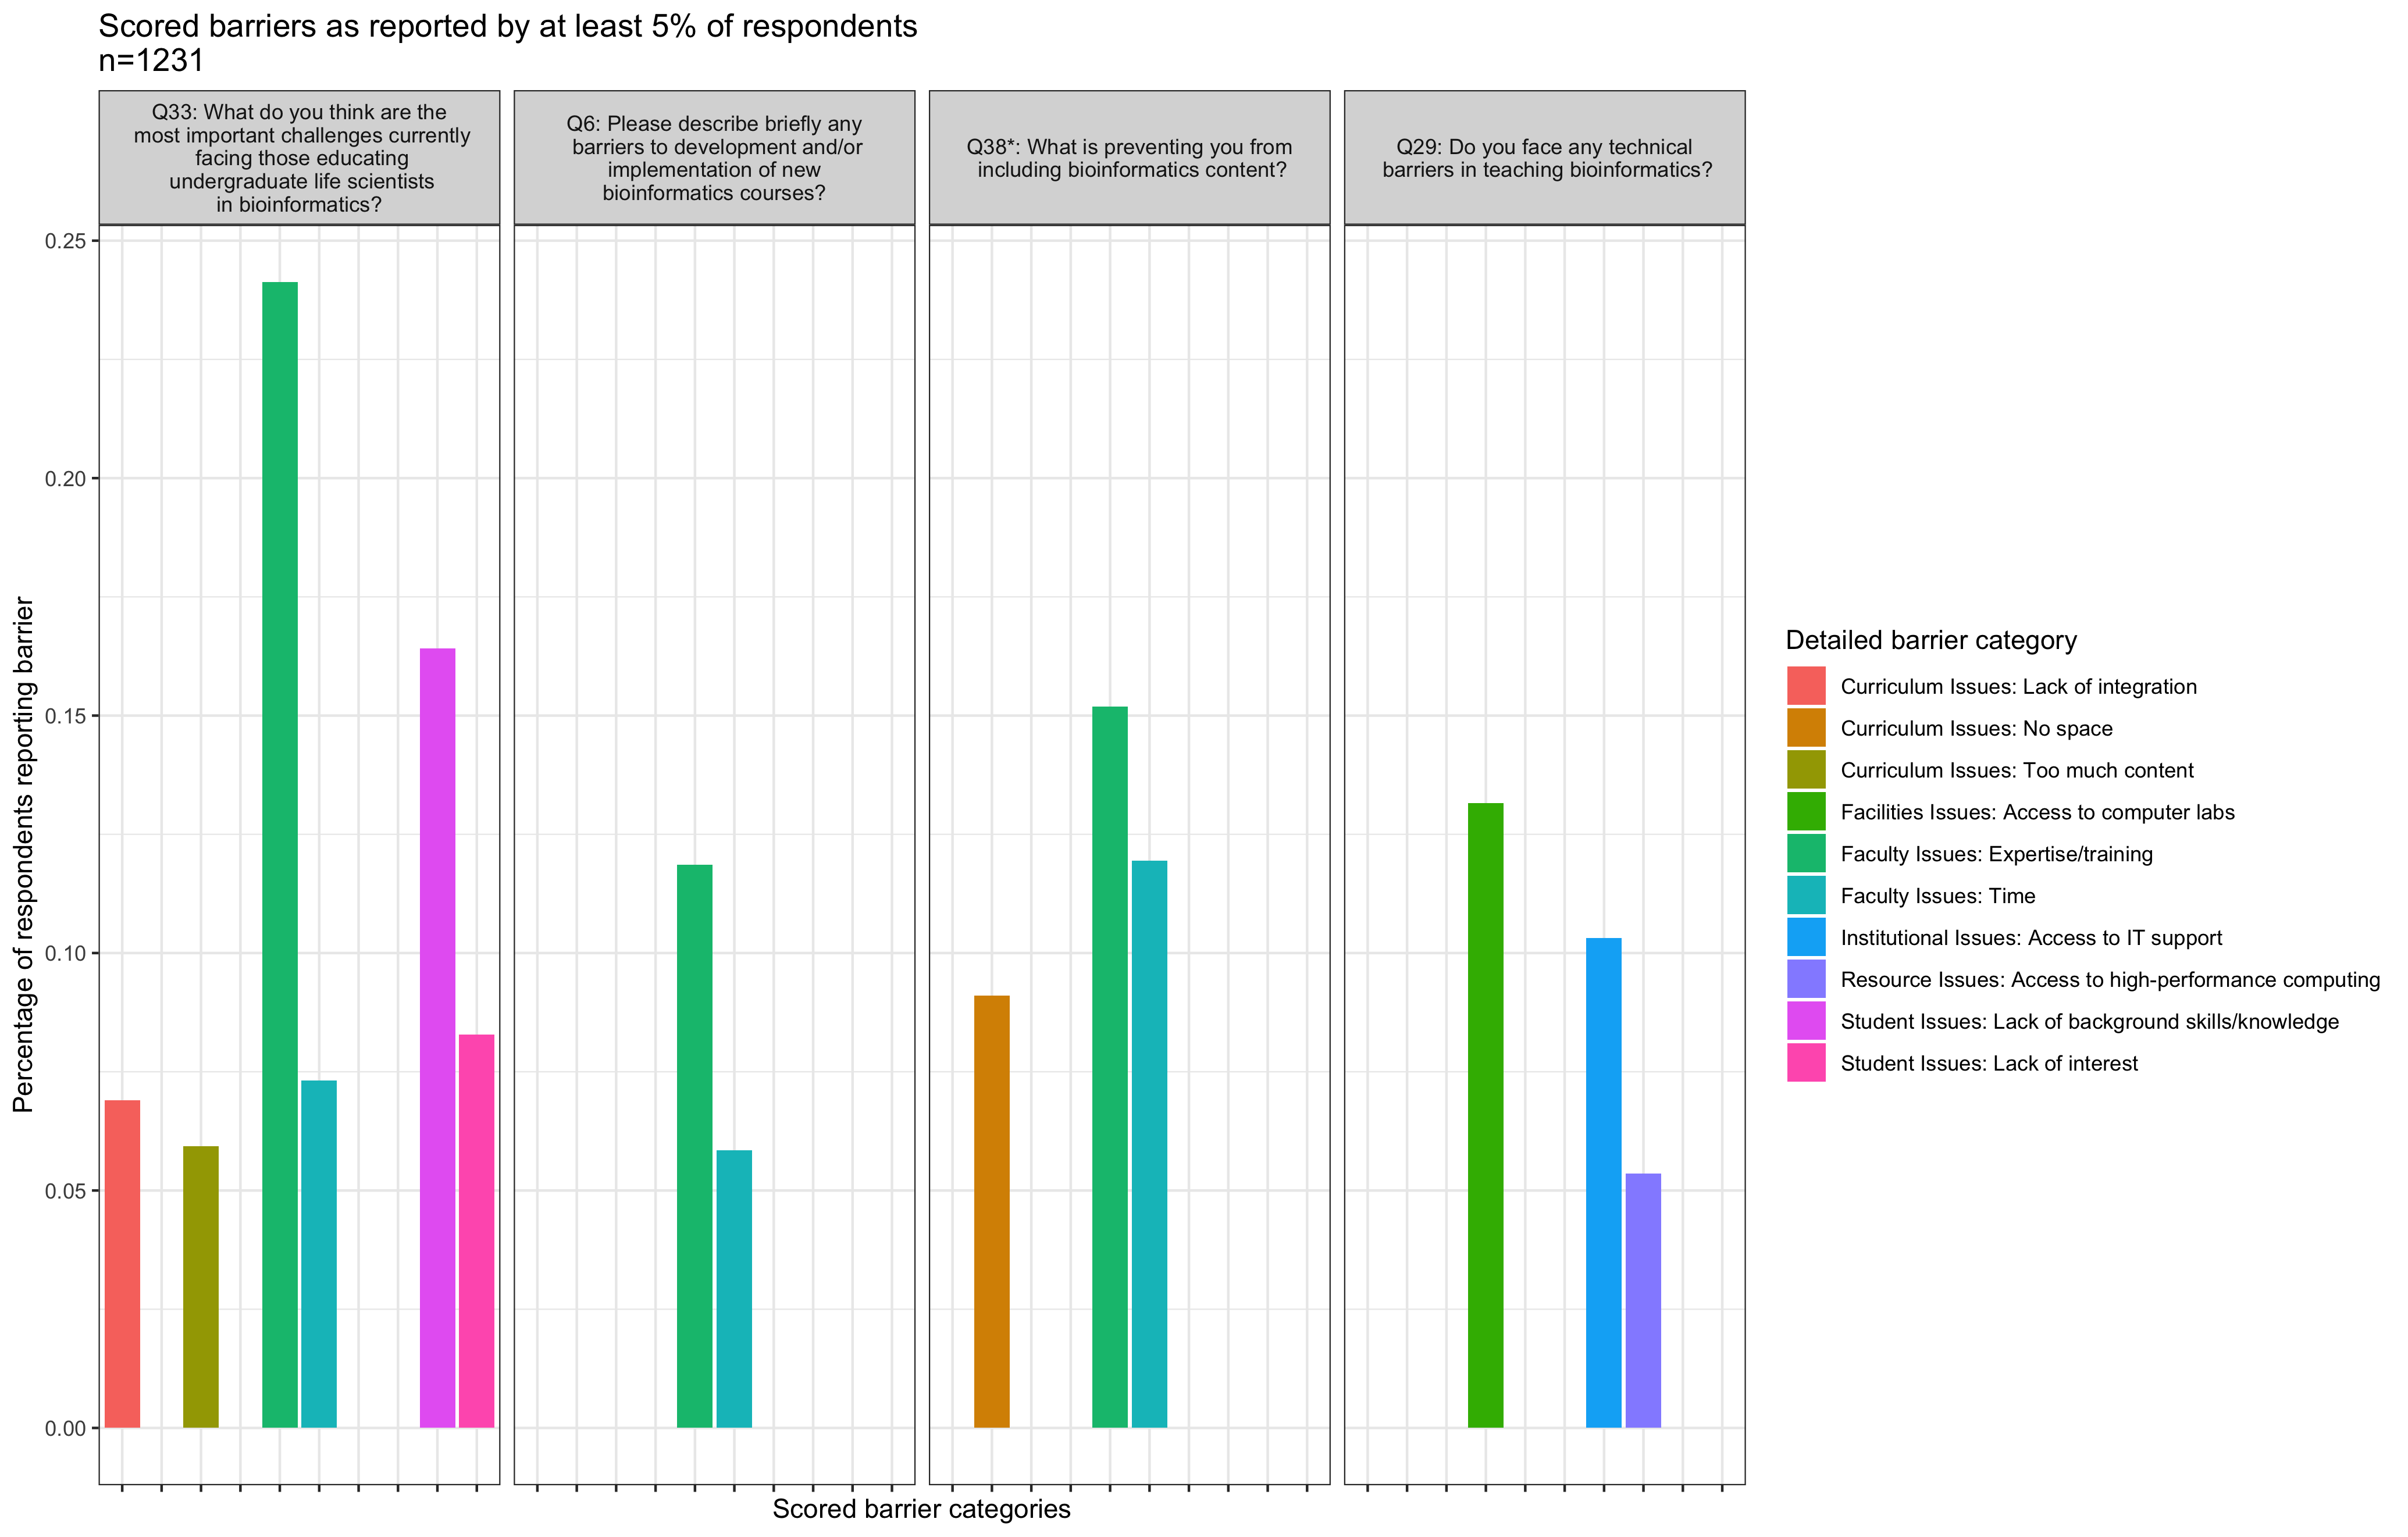 Scored barriers as reported by at least 5% of respondents
n=1231
Q33: What do you think are the
most important challenges currently
facing those educating
undergraduate life scientists
in bioinformatics?
Q6: Please describe briefly any
barriers to development and/or
implementation of new
bioinformatics courses?
Q38*: What is preventing you from
including bioinformatics content?
Q29: Do you face any technical
barriers in teaching bioinformatics?
Percentage of respondents reporting barrier
0.25
0.20
0.15
0.10
0.05
0.00
Scored barrier categories
Detailed barrier category
Curriculum Issues: Lack of integration
Curriculum Issues: No space
Curriculum Issues: Too much content
Facilities Issues: Access to computer labs
Faculty Issues: Expertise/training
Faculty Issues: Time
Institutional Issues: Access to IT support
Resource Issues: Access to high-performance computing
Student Issues: Lack of background skills/knowledge
Student Issues: Lack of interest